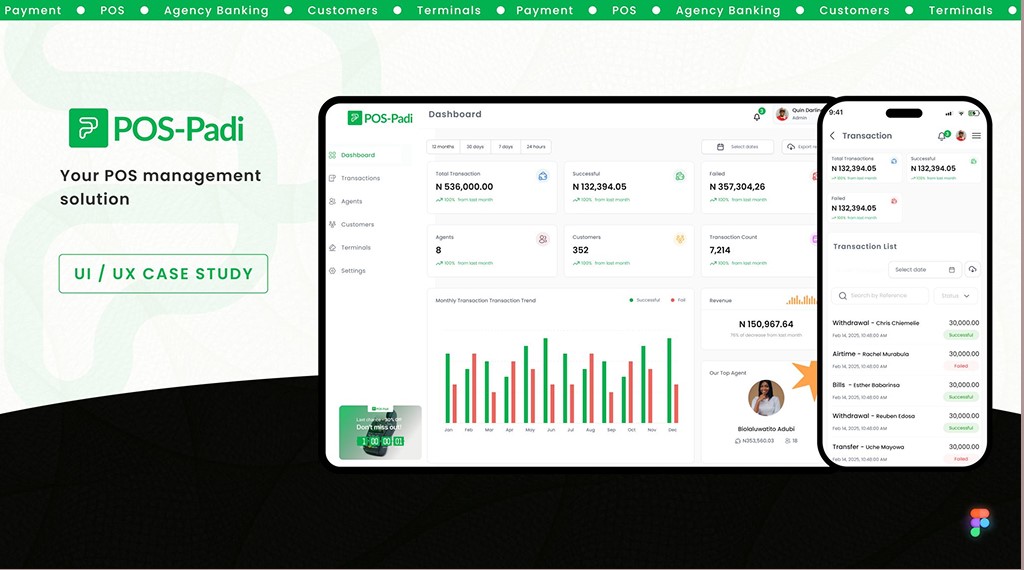 Payment ● POS ● Agency Banking ● Customers ● Terminals ● Payment ● POS ● Agency Banking ● Customers ● Terminals ●
POS-Padi
Your POS management
solution
UI / UX CASE STUDY
POS-Padi
Dashboard
3
Quin Darlin
Admin
12 months
30 days
7 days
24 hours
Select dates
Export re
Dashboard
Transactions
Agents
Customers
Terminals
Settings
Total Transaction
N 536,000.00
100% from last month
Successful
N 132,394.05
100% from last month
Failed
N 357,304,26
100% from last month
Agents
8
100% from last month
Customers
352
100% from last month
Transaction Count
7,214
100% from last month
Monthly Transaction Transaction Trend
Successful
Fail
Jan Feb Mar Apr May Jun Jul Aug Sep Oct Nov Dec
Revenue
N 150,967.64
of decrease from last month
Our Top Agent
Biolaluwatito Adubi
N353,560.03
18
Last chance
Don't miss out!
1 00 00 01
9:41
Transaction
Total Transactions
N 132,394.05
100% from last month
Successful
N 132,394.05
100% from last month
Failed
N 132,394.05
100% from last month
Transaction List
Select date
Search by Reference
Status
Withdrawal - Chris Chiemelie
30,000.00
Feb 14, 2025, 10:48:00 AM
Successful
Airtime - Rachel Murabula
30,000.00
Feb 14, 2025, 10:48:00 AM
Failed
Bills - Esther Babarinsa
30,000.00
Feb 14, 2025, 10:48:00 AM
Successful
Withdrawal - Reuben Edosa
30,000.00
Feb 14, 2025, 10:48:00 AM
Successful
Transfer - Uche Mayowa
30,000.00
Feb 14, 2025, 10:48:00 AM
Failed